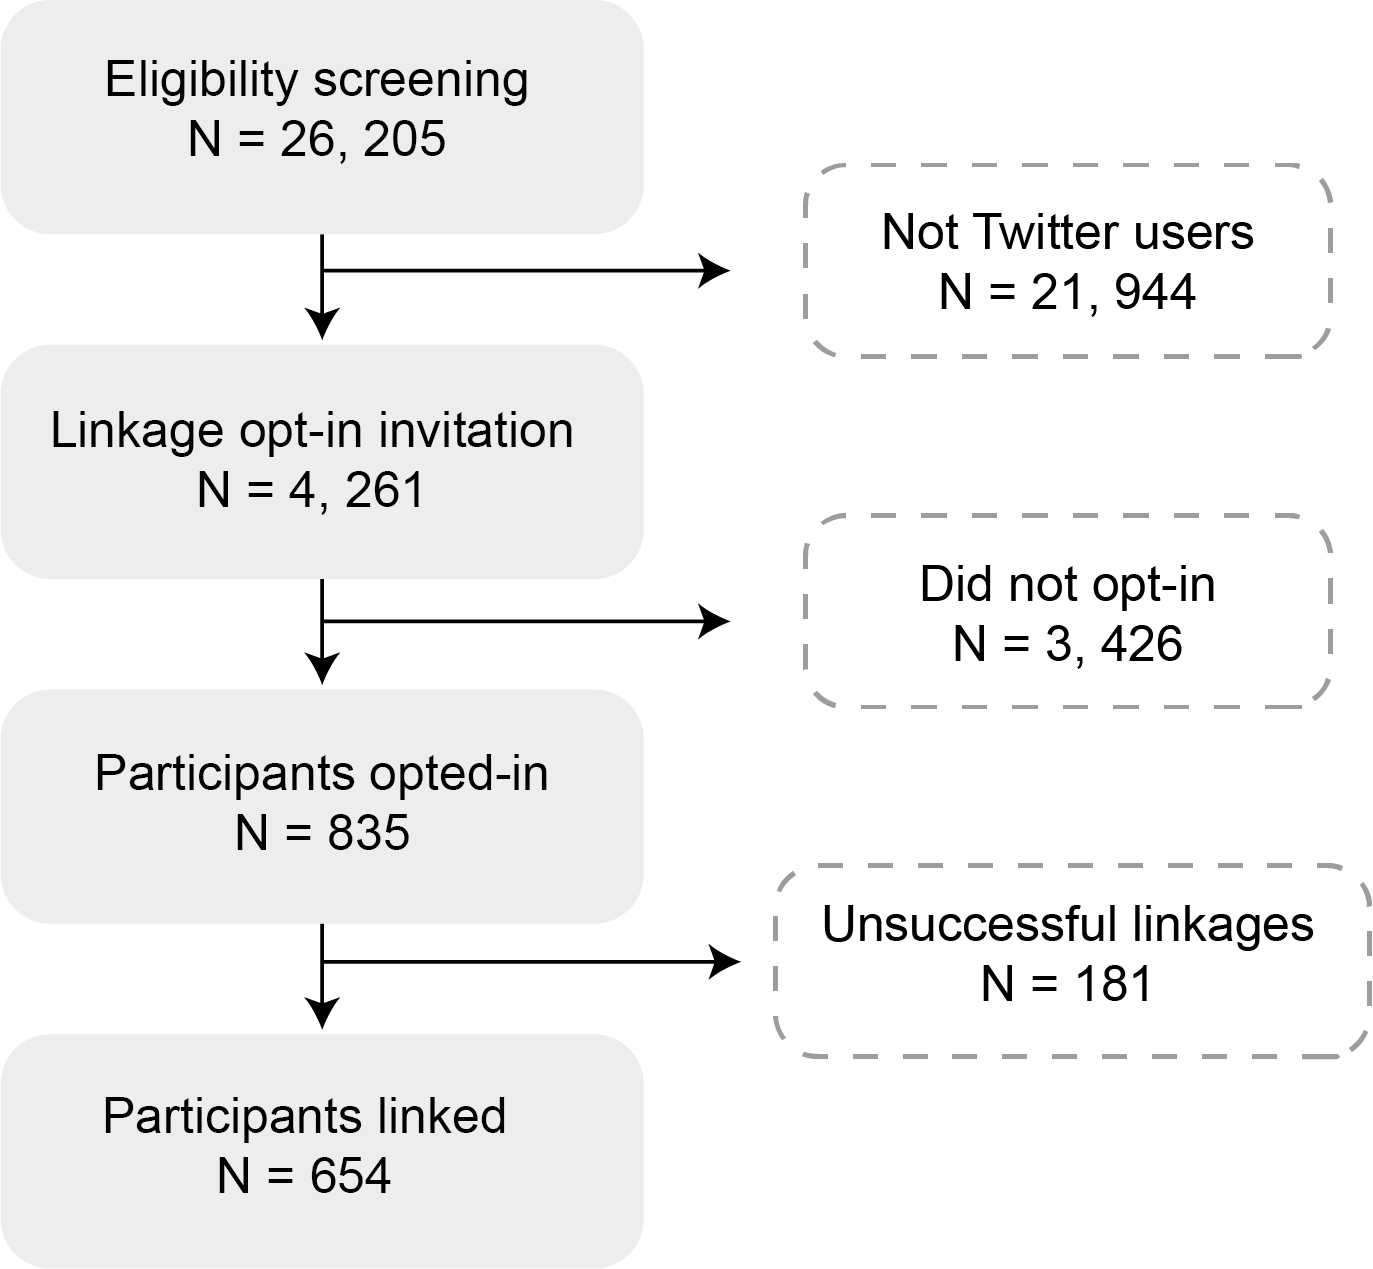 Eligibility screening
N = 26, 205
Not Twitter users
N = 21, 944
Linkage opt-in invitation
N = 4, 261
Did not opt-in
N = 3, 426
Participants opted-in
N = 835
Unsuccessful linkages
N = 181
Participants linked
N = 654